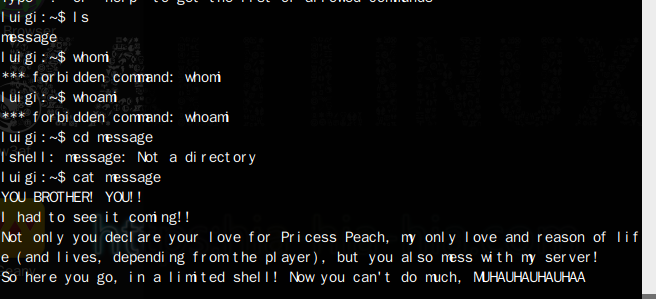 Type '?' or 'help' to get the list of allowed commands
luigi:~$ ls
message
luigi:~$ whomi
*** forbidden command: whomi
luigi:~$ whoami
*** forbidden command: whoami
luigi:~$ cd message
lshell: message: Not a directory
luigi:~$ cat message
YOU BROTHER! YOU!!
I had to see it coming!!
Not only you declare your love for Pricess Peach, my only love and reason of lif
e (and lives, depending from the player), but you also mess with my server!
So here you go, in a limited shell! Now you can't do much, MUHAUHAUHAUHAA